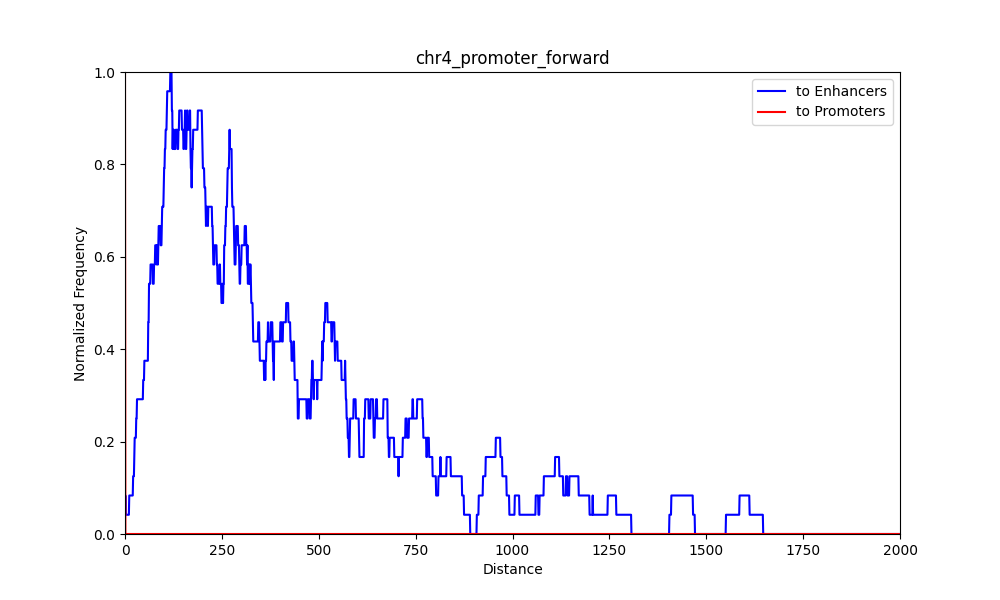 chr4_promoter_forward
to Enhancers
to Promoters
Normalized Frequency
1.0
0.8
0.6
0.4
0.2
0.0
0 250 500 750 1000 1250 1500 1750 2000
Distance